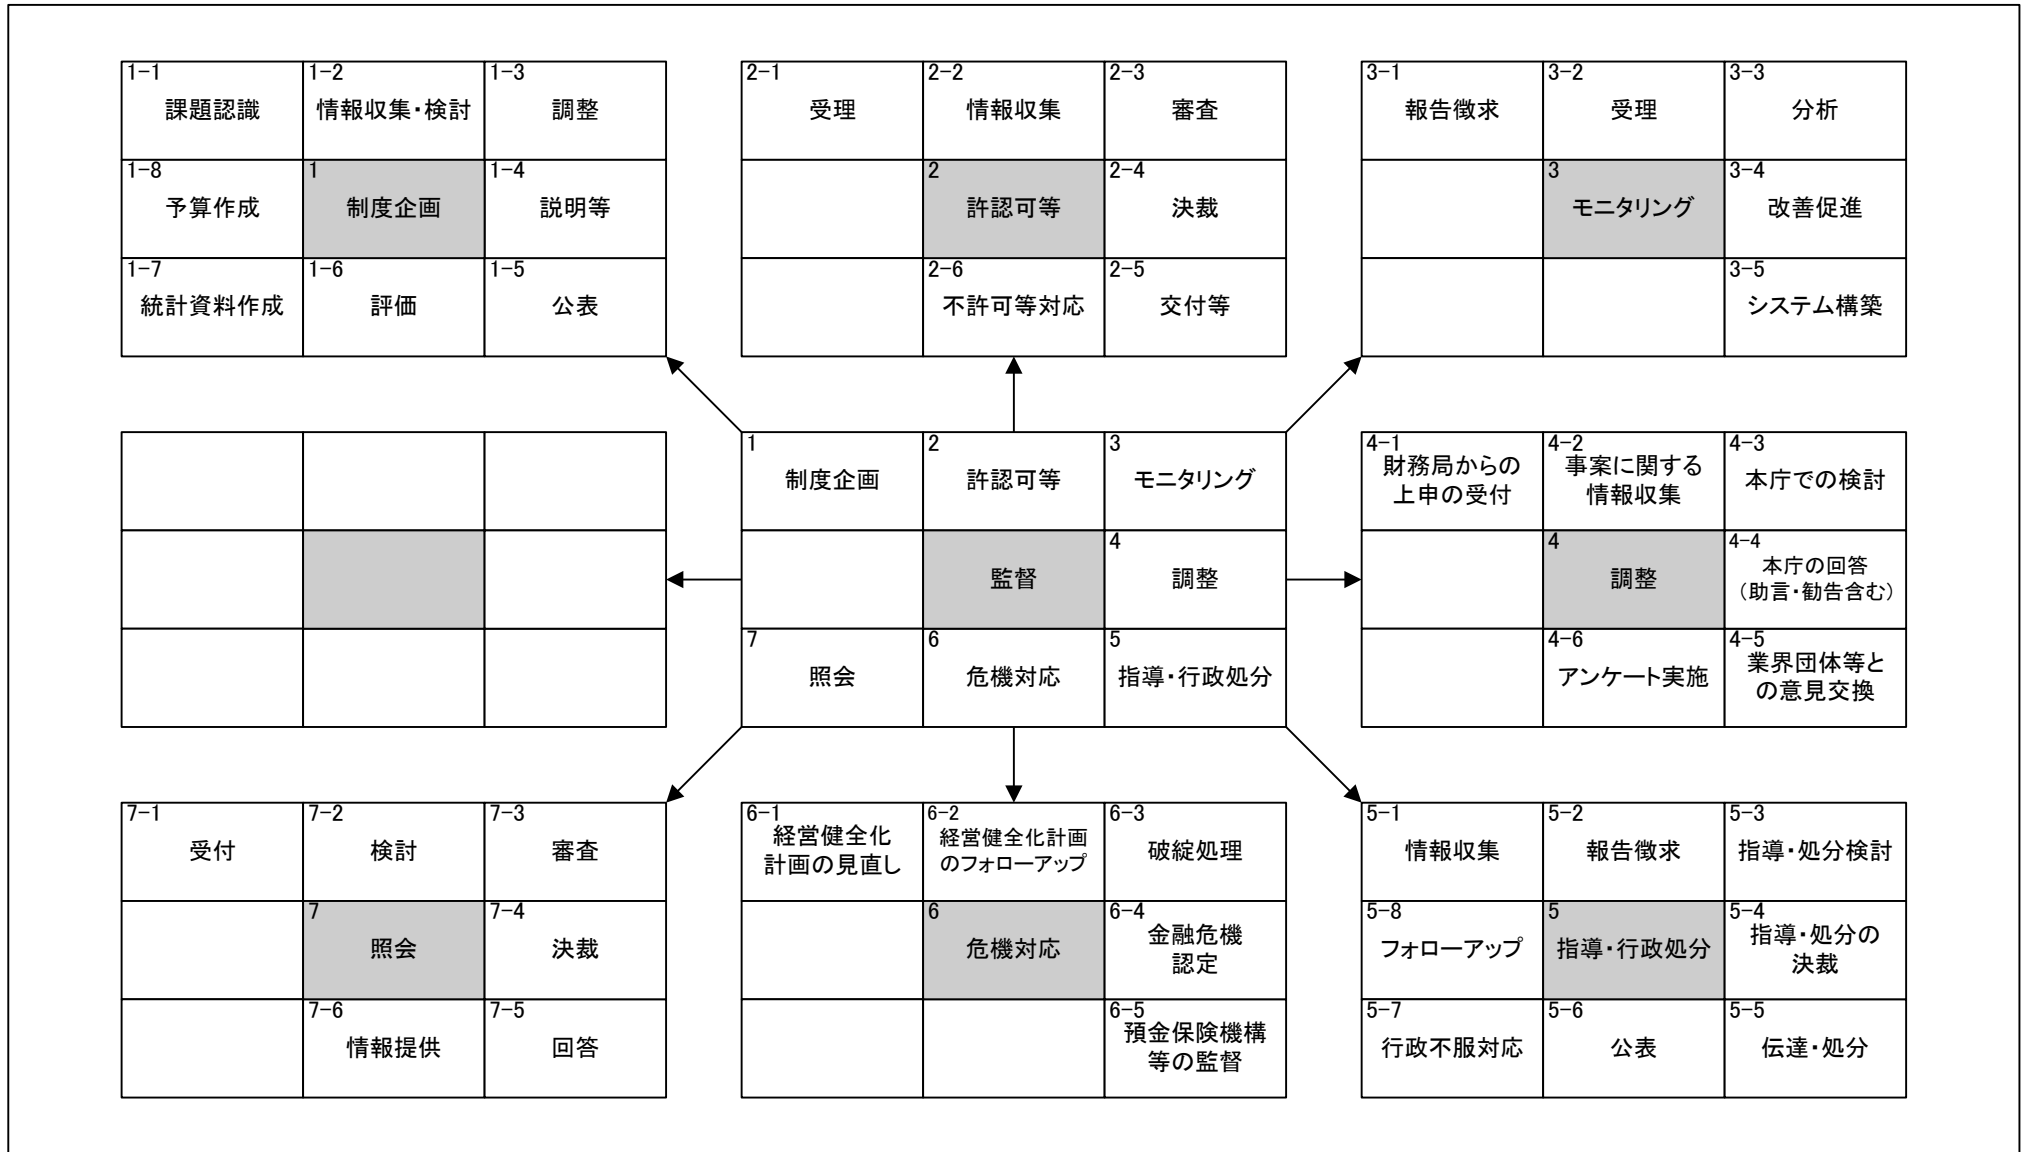 1-1
課題認識
1-2
情報収集・検討
1-3
調整
1-8
予算作成
1
制度企画
1-4
説明等
1-7
統計資料作成
1-6
評価
1-5
公表
2-1
受理
2-2
情報収集
2-3
審査
2
許認可等
2-4
決裁
2-6
不許可等対応
2-5
交付等
3-1
報告徴求
3-2
受理
3-3
分析
3
モニタリング
3-4
改善促進
3-5
システム構築
1
制度企画
2
許認可等
3
モニタリング
監督
4
調整
7
照会
6
危機対応
5
指導・行政処分
4-1
財務局からの
上申の受付
4-2
事案に関する
情報収集
4-3
本庁での検討
4
調整
4-4
本庁の回答
（助言・勧告含む）
4-6
アンケート実施
4-5
業界団体等と
の意見交換
7-1
受付
7-2
検討
7-3
審査
7
照会
7-4
決裁
7-6
情報提供
7-5
回答
6-1
経営健全化
計画の見直し
6-2
経営健全化計画
のフォローアップ
6-3
破綻処理
6
危機対応
6-4
金融危機
認定
6-5
預金保険機構
等の監督
5-1
情報収集
5-2
報告徴求
5-3
指導・処分検討
5-8
フォローアップ
5
指導・行政処分
5-4
指導・処分の
決裁
5-7
行政不服対応
5-6
公表
5-5
伝達・処分